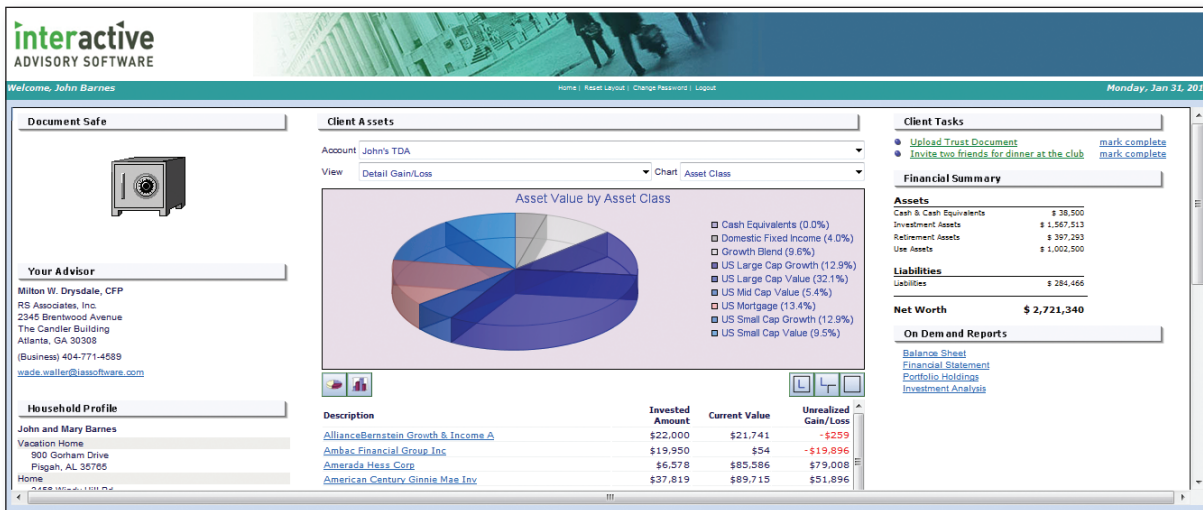 interactive
ADVISORY SOFTWARE
Welcome, John Barnes
Home | Reset Layout | Change Password | Logout
Monday, Jan 31, 201
Document Safe
Your Advisor
Milton W. Drysdale, CFP
RS Associates, Inc.
2345 Brentwood Avenue
The Candler Building
Atlanta, GA 30308
(Business) 404-771-4589
wade.waller@iassoftware.com
Household Profile
John and Mary Barnes
Vacation Home
900 Gorham Drive
Pisgah, AL 35765
Home
Client Assets
Account John's TDA
View Detail Gain/Loss Chart Asset Class
Asset Value by Asset Class
Cash Equivalents (0.0%)
Domestic Fixed Income (4.0%)
Growth Blend (9.6%)
US Large Cap Growth (12.9%)
US Large Cap Value (32.1%)
US Mid Cap Value (5.4%)
US Mortgage (13.4%)
US Small Cap Growth (12.9%)
US Small Cap Value (9.5%)
Description Invested Amount Current Value Unrealized Gain/Loss
AllianceBernstein Growth & Income A $22,000 $21,741 -$259
Ambac Financial Group Inc $19,950 $54 -$19,896
Amerada Hess Corp $6,578 $85,586 $79,008
American Century Ginnie Mae Inv $37,819 $89,715 $51,896
Client Tasks
Upload Trust Document mark complete
Invite two friends for dinner at the club mark complete
Financial Summary
Assets
Cash & Cash Equivalents $ 38,500
Investment Assets $ 1,567,513
Retirement Assets $ 397,293
Use Assets $ 1,002,500
Liabilities
Liabilities $ 284,466
Net Worth $ 2,721,340
On Demand Reports
Balance Sheet
Financial Statement
Portfolio Holdings
Investment Analysis